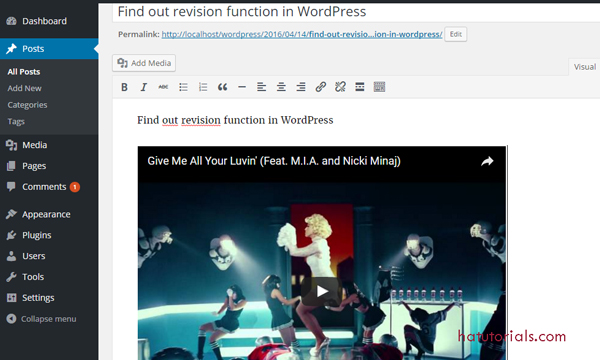 Dashboard
Posts
All Posts
Add New
Categories
Tags
Media
Pages
Comments 1
Appearance
Plugins
Users
Tools
Settings
Collapse menu
Find out revision function in WordPress
Permalink: http://localhost/wordpress/2016/04/14/find-out-revisio...ion-in-wordpress/ Edit
Add Media
Visual
B I ABC
Find out revision function in WordPress
Give Me All Your Luvin' (Feat. M.I.A. and Nicki Minaj)
hatutorials.com